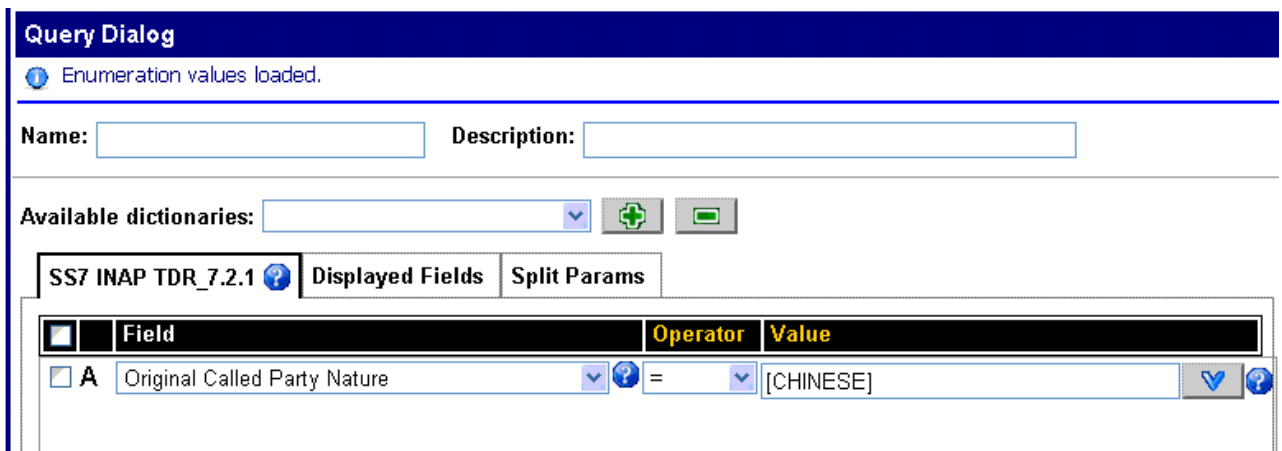 Query Dialog
Enumeration values loaded.
Name: Description:
Available dictionaries:
SS7 INAP TDR_7.2.1 Displayed Fields Split Params
Field Operator Value
A Original Called Party Nature = [CHINESE]